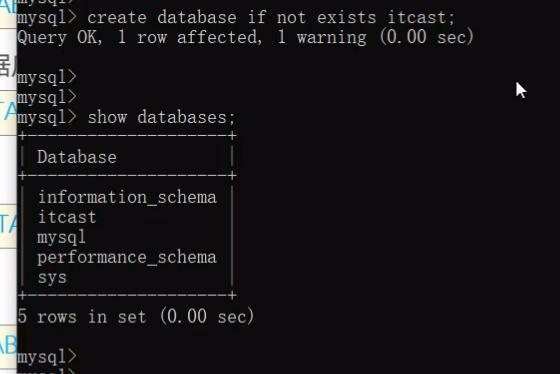 mysql>
mysql> create database if not exists itcast;
Query OK, 1 row affected, 1 warning (0.00 sec)
mysql>
mysql>
mysql> show databases;
+--------------------+
| Database           |
+--------------------+
| information_schema |
| itcast             |
| mysql              |
| performance_schema |
| sys                |
+--------------------+
5 rows in set (0.00 sec)
mysql>